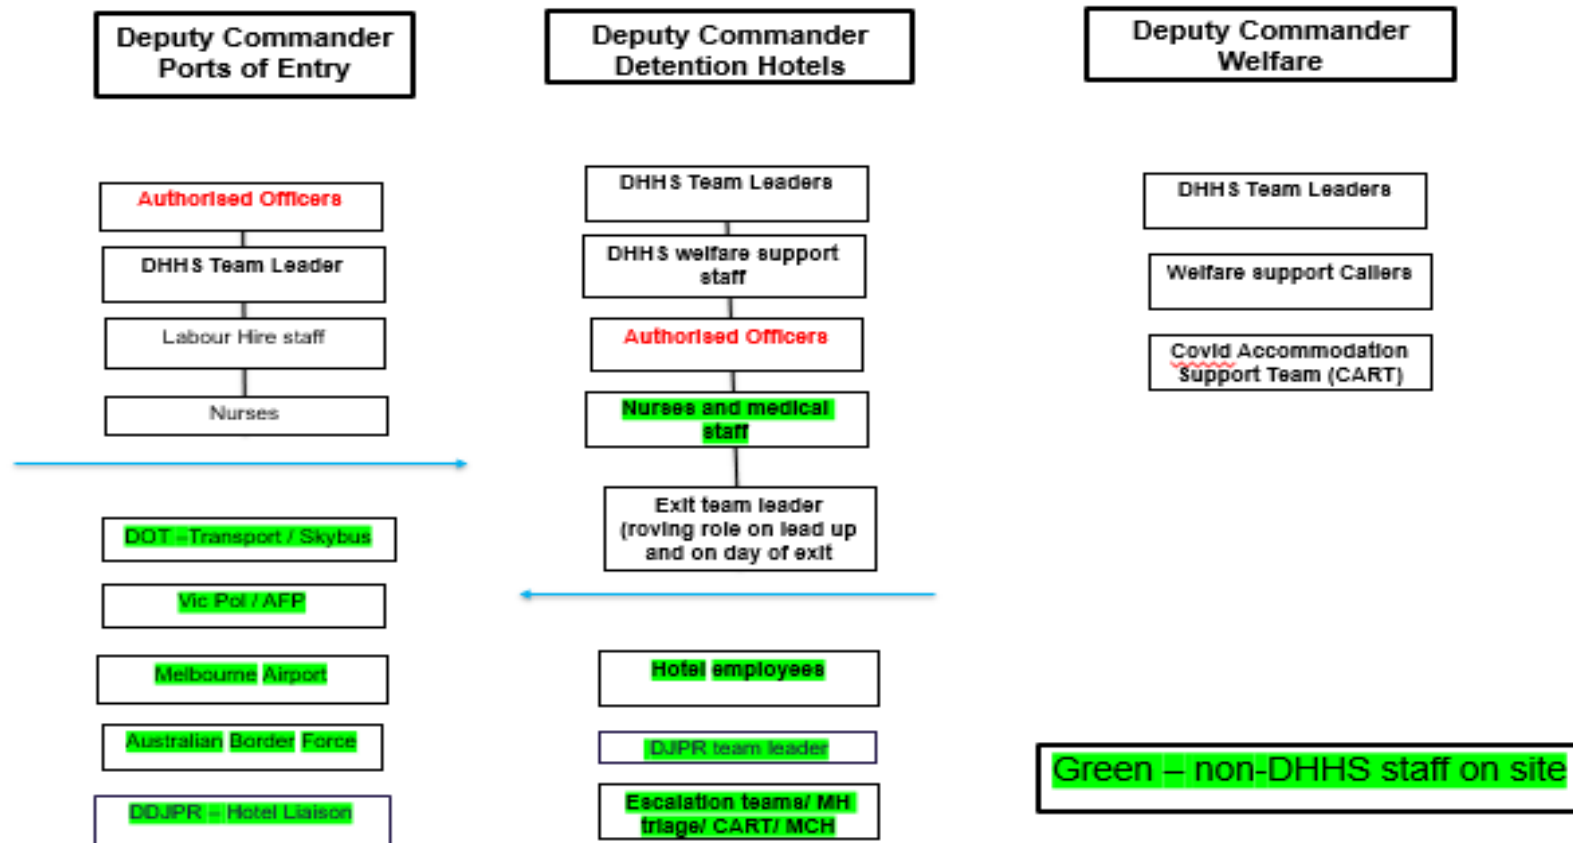 Deputy Commander
Ports of Entry
Authorised Officers
DHHS Team Leader
Labour Hire staff
Nurses
DOT –Transport / Skybus
Vic Pol / AFP
Melbourne Airport
Australian Border Force
DDJPR – Hotel Liaison
Deputy Commander
Detention Hotels
DHHS Team Leaders
DHHS welfare support
staff
Authorised Officers
Nurses and medical
staff
Exit team leader
(roving role on lead up
and on day of exit
Hotel employees
DJPR team leader
Escalation teams/ MH
triage/ CART/ MCH
Deputy Commander
Welfare
DHHS Team Leaders
Welfare support Callers
Covid Accommodation
Support Team (CART)
Green – non-DHHS staff on site